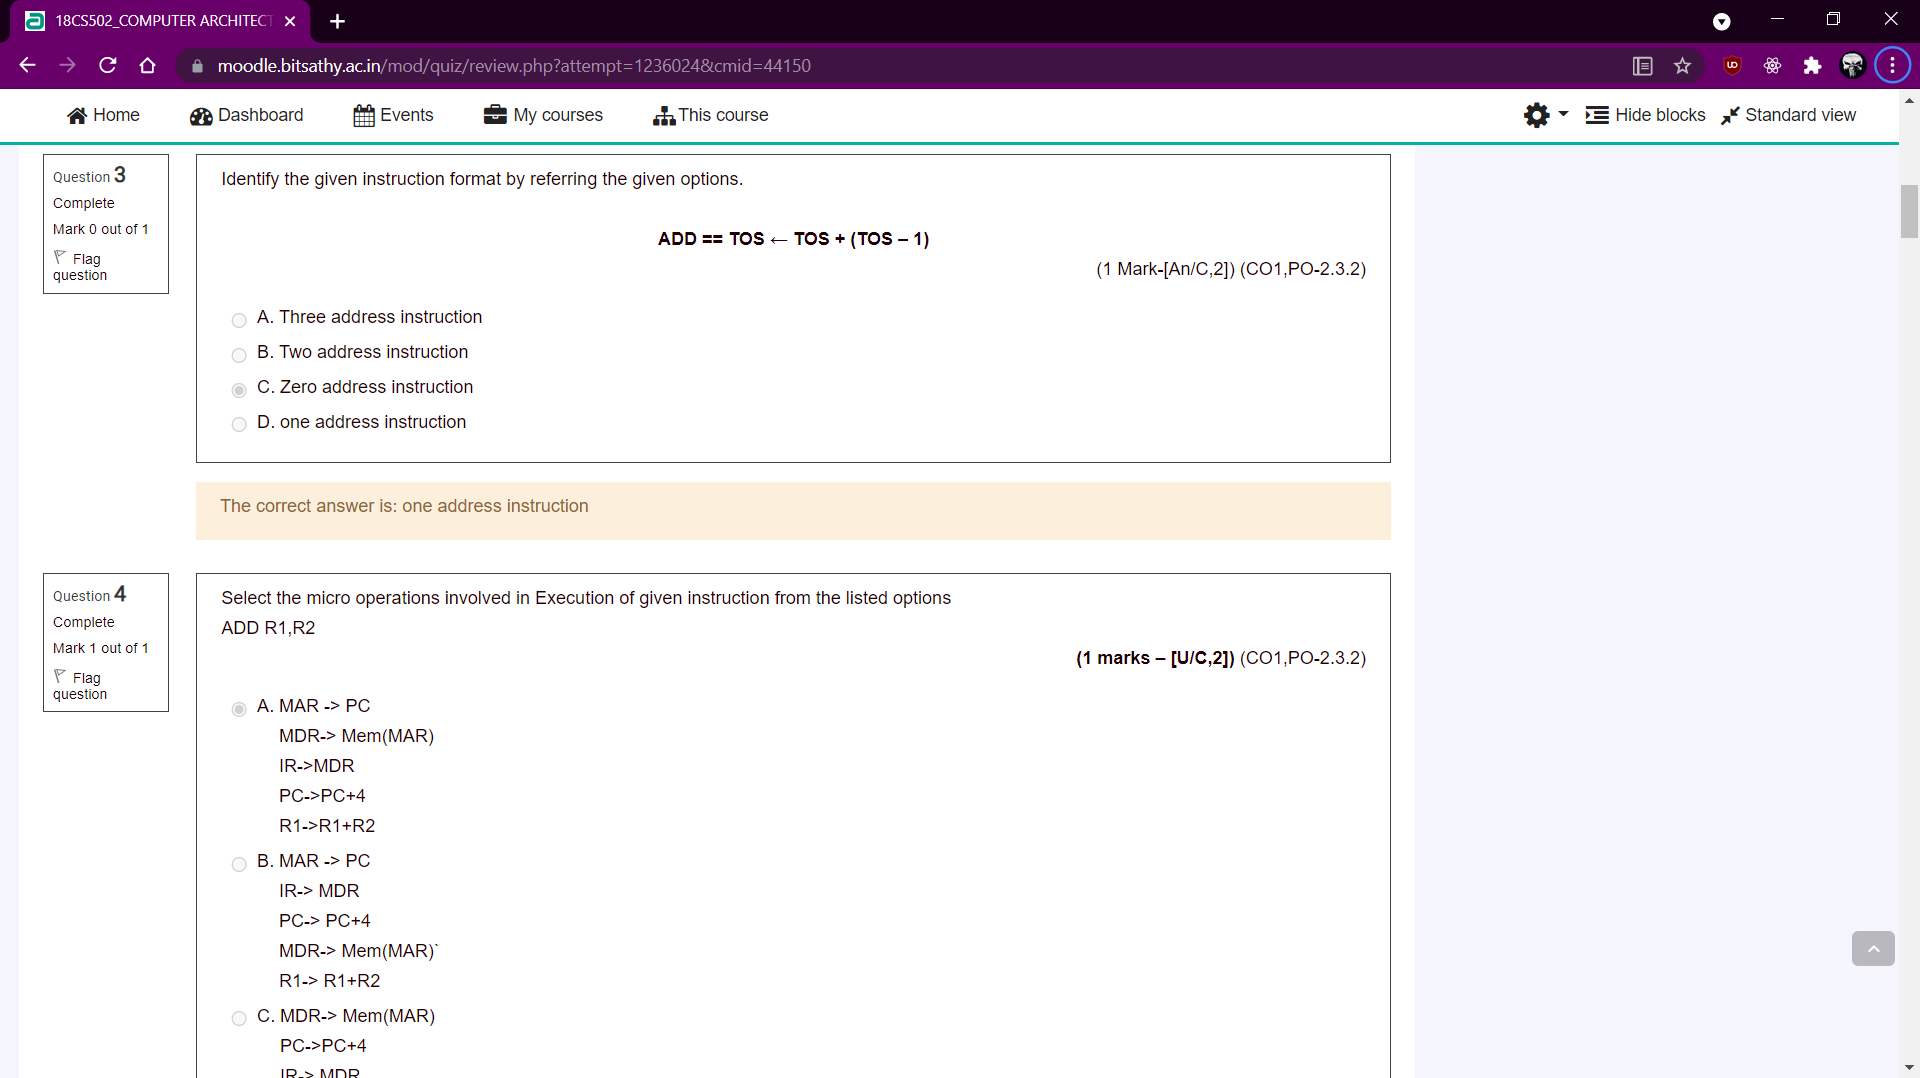 18CS502_COMPUTER ARCHITECT
moodle.bitsathy.ac.in/mod/quiz/review.php?attempt=1236024&cmid=44150
Home Dashboard Events My courses This course Hide blocks Standard view
Question 3
Complete
Mark 0 out of 1
Flag question
Identify the given instruction format by referring the given options.
ADD == TOS ← TOS + (TOS – 1)
(1 Mark-[An/C,2]) (CO1,PO-2.3.2)
A. Three address instruction
B. Two address instruction
C. Zero address instruction
D. one address instruction
The correct answer is: one address instruction
Question 4
Complete
Mark 1 out of 1
Flag question
Select the micro operations involved in Execution of given instruction from the listed options
ADD R1,R2
(1 marks – [U/C,2]) (CO1,PO-2.3.2)
A. MAR -> PC
MDR-> Mem(MAR)
IR->MDR
PC->PC+4
R1->R1+R2
B. MAR -> PC
IR-> MDR
PC-> PC+4
MDR-> Mem(MAR)`
R1-> R1+R2
C. MDR-> Mem(MAR)
PC->PC+4
IR-> MDR